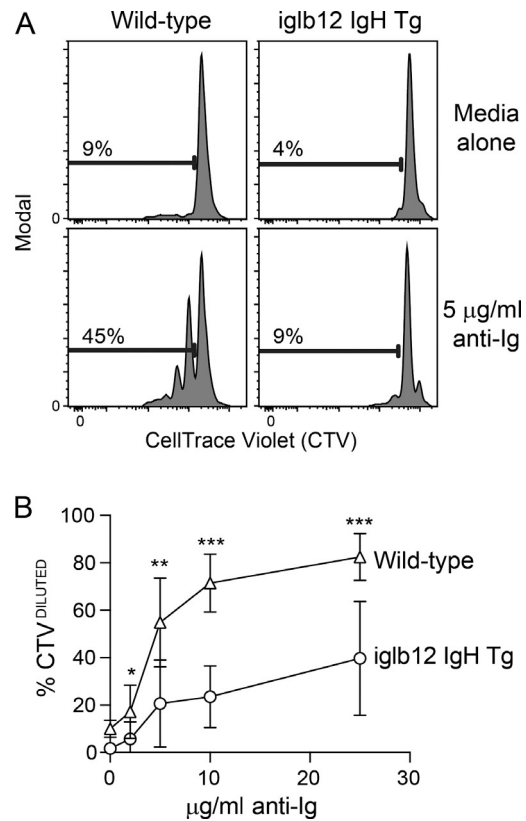 A
Wild-type
iglb12 IgH Tg
9%
4%
Media
alone
0
Modal
45%
9%
5 μg/ml
anti-Ig
0
0
0
CellTrace Violet (CTV)
B
100
80
60
40
20
0
% CTV DILUTED
*
**
***
***
Wild-type
iglb12 IgH Tg
0
10
20
30
μg/ml anti-Ig